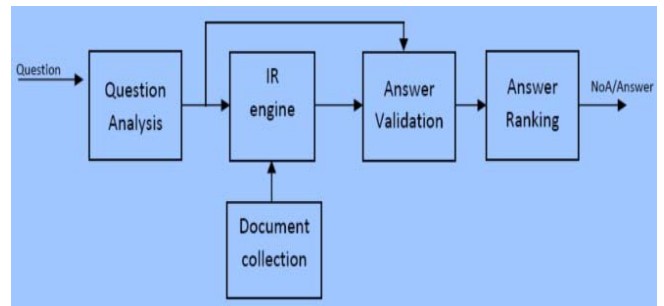 Question
Question
Analysis
IR
engine
Answer
Validation
Answer
Ranking
NoA/Answer
Document
collection